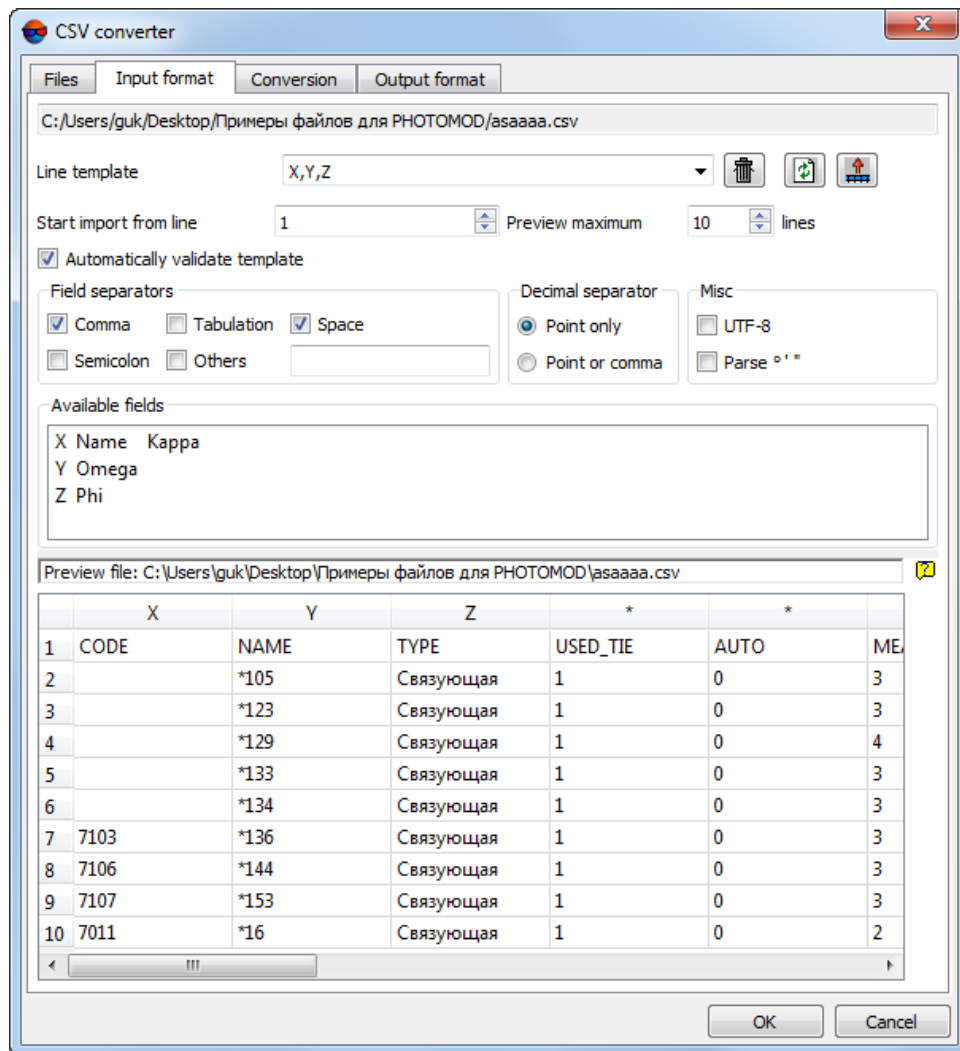 CSV converter
Files Input format Conversion Output format
C:/Users/guk/Desktop/Примеры файлов для PHOTOMOD/asaaaa.csv
Line template X,Y,Z
Start import from line 1 Preview maximum 10 lines
Automatically validate template
Field separators Decimal separator Misc
Comma Tabulation Space Point only UTF-8
Semicolon Others Point or comma Parse ° ' "
Available fields
X Name Kappa
Y Omega
Z Phi
Preview file: C:\Users\guk\Desktop\Примеры файлов для PHOTOMOD\asaaaa.csv ?
X Y Z * *
1 CODE NAME TYPE USED_TIE AUTO
2 *105 Связующая 1 0 3
3 *123 Связующая 1 0 3
4 *129 Связующая 1 0 4
5 *133 Связующая 1 0 3
6 *134 Связующая 1 0 3
7 7103 *136 Связующая 1 0 3
8 7106 *144 Связующая 1 0 3
9 7107 *153 Связующая 1 0 3
10 7011 *16 Связующая 1 0 2
OK Cancel